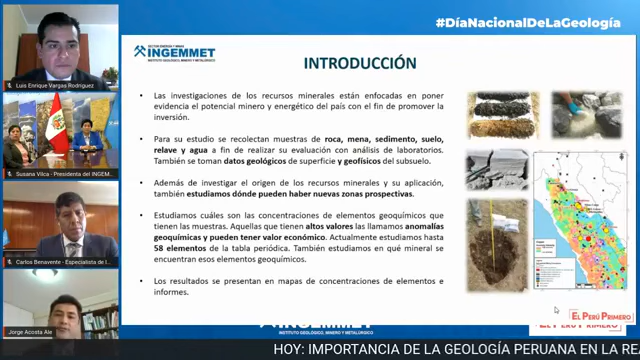 #DíaNacionalDeLaGeología
SECTOR ENERGÍA Y MINAS
INGEMMET
INSTITUTO GEOLÓGICO, MINERO Y METALÚRGICO
INTRODUCCIÓN
Luis Enrique Vargas Rodríguez
• Las investigaciones de los recursos minerales están enfocadas en poner
evidencia el potencial minero y energético del país con el fin de promover la
inversión.
• Para su estudio se recolectan muestras de roca, mena, sedimento, suelo,
relave y agua a fin de realizar su evaluación con análisis de laboratorios.
También se toman datos geológicos de superficie y geofísicos del subsuelo.
Susana Vilca - Presidenta del INGEM
• Además de investigar el origen de los recursos minerales y su aplicación,
también estudiamos dónde pueden haber nuevas zonas prospectivas.
• Estudiamos cuáles son las concentraciones de elementos geoquímicos que
tienen las muestras. Aquellas que tienen altos valores las llamamos anomalías
geoquímicas y pueden tener valor económico. Actualmente estudiamos hasta
58 elementos de la tabla periódica. También estudiamos en qué mineral se
encuentran esos elementos geoquímicos.
Carlos Benavente - Especialista de I
• Los resultados se presentan en mapas de concentraciones de elementos e
informes.
EL PERÚ PRIMERO
Jorge Acosta Ale
INGEMMET
INSTITUTO GEOLÓGICO, MINERO Y METALÚRGICO
EL PERÚ PRIMERO
HOY: IMPORTANCIA DE LA GEOLOGÍA PERUANA EN LA RE